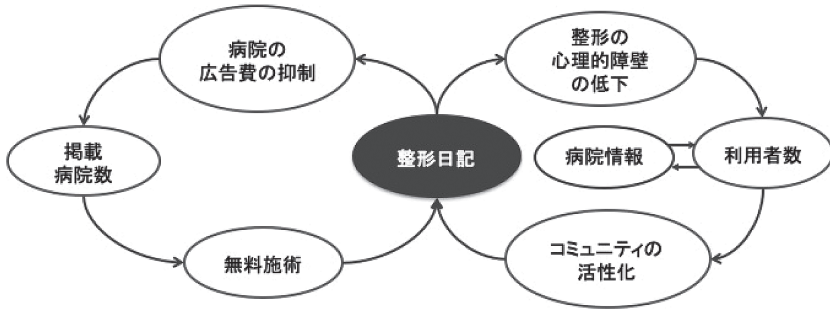 病院の
広告費の抑制
整形の
心理的障壁
の低下
掲載
病院数
整形日記
病院情報
利用者数
無料施術
コミュニティの
活性化